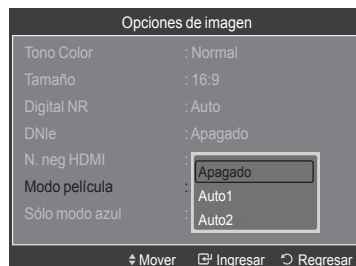 Opciones de imagen
Tono Color : Normal
Tamaño : 16:9
Digital NR : Auto
DNIe : Apagado
N. neg HDMI : Apagado
Modo película : Auto1
Sólo modo azul : Auto2
Mover Ingresar Regresar